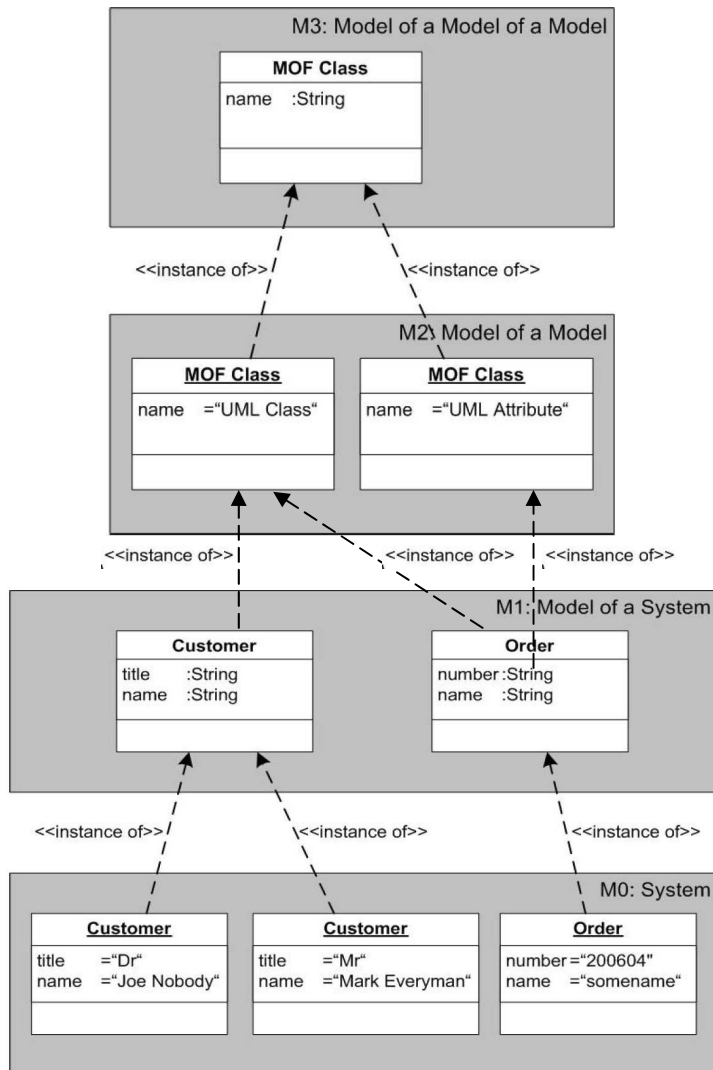 M3: Model of a Model of a Model
MOF Class
name :String
<<instance of>> <<instance of>>
M2: Model of a Model
MOF Class MOF Class
name =“UML Class“ name =“UML Attribute“
<<instance of>> <<instance of>> <<instance of>>
M1: Model of a System
Customer Order
title :String number :String
name :String name :String
<<instance of>> <<instance of>> <<instance of>>
M0: System
Customer Customer Order
title =“Dr“ title =“Mr“ number =“200604"
name =“Joe Nobody“ name =“Mark Everyman“ name =“somename“